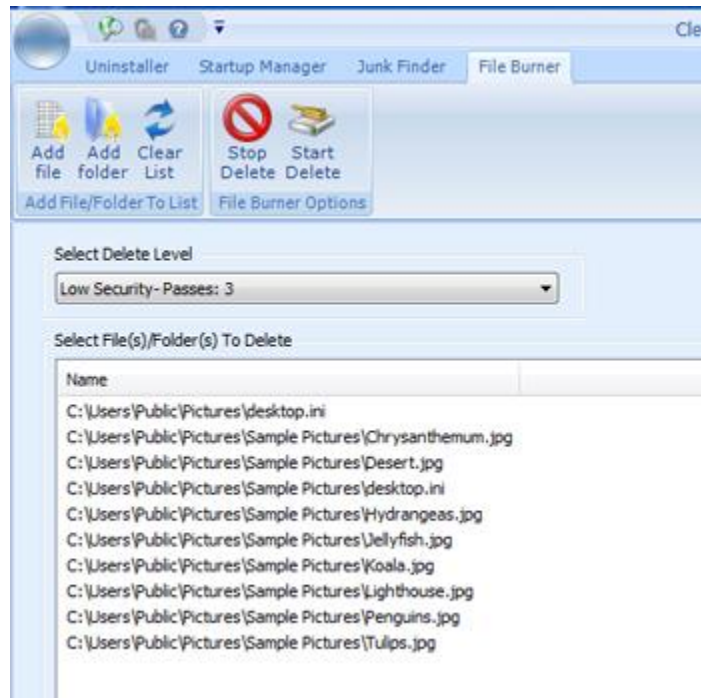 Cle
Uninstaller Startup Manager Junk Finder File Burner
Add file
Add folder
Clear List
Stop Delete
Start Delete
Add File/Folder To List
File Burner Options
Select Delete Level
Low Security- Passes: 3
Select File(s)/Folder(s) To Delete
Name
C:\Users\Public\Pictures\desktop.ini
C:\Users\Public\Pictures\Sample Pictures\Chrysanthemum.jpg
C:\Users\Public\Pictures\Sample Pictures\Desert.jpg
C:\Users\Public\Pictures\Sample Pictures\desktop.ini
C:\Users\Public\Pictures\Sample Pictures\Hydrangeas.jpg
C:\Users\Public\Pictures\Sample Pictures\Jellyfish.jpg
C:\Users\Public\Pictures\Sample Pictures\Koala.jpg
C:\Users\Public\Pictures\Sample Pictures\Lighthouse.jpg
C:\Users\Public\Pictures\Sample Pictures\Penguins.jpg
C:\Users\Public\Pictures\Sample Pictures\Tulips.jpg